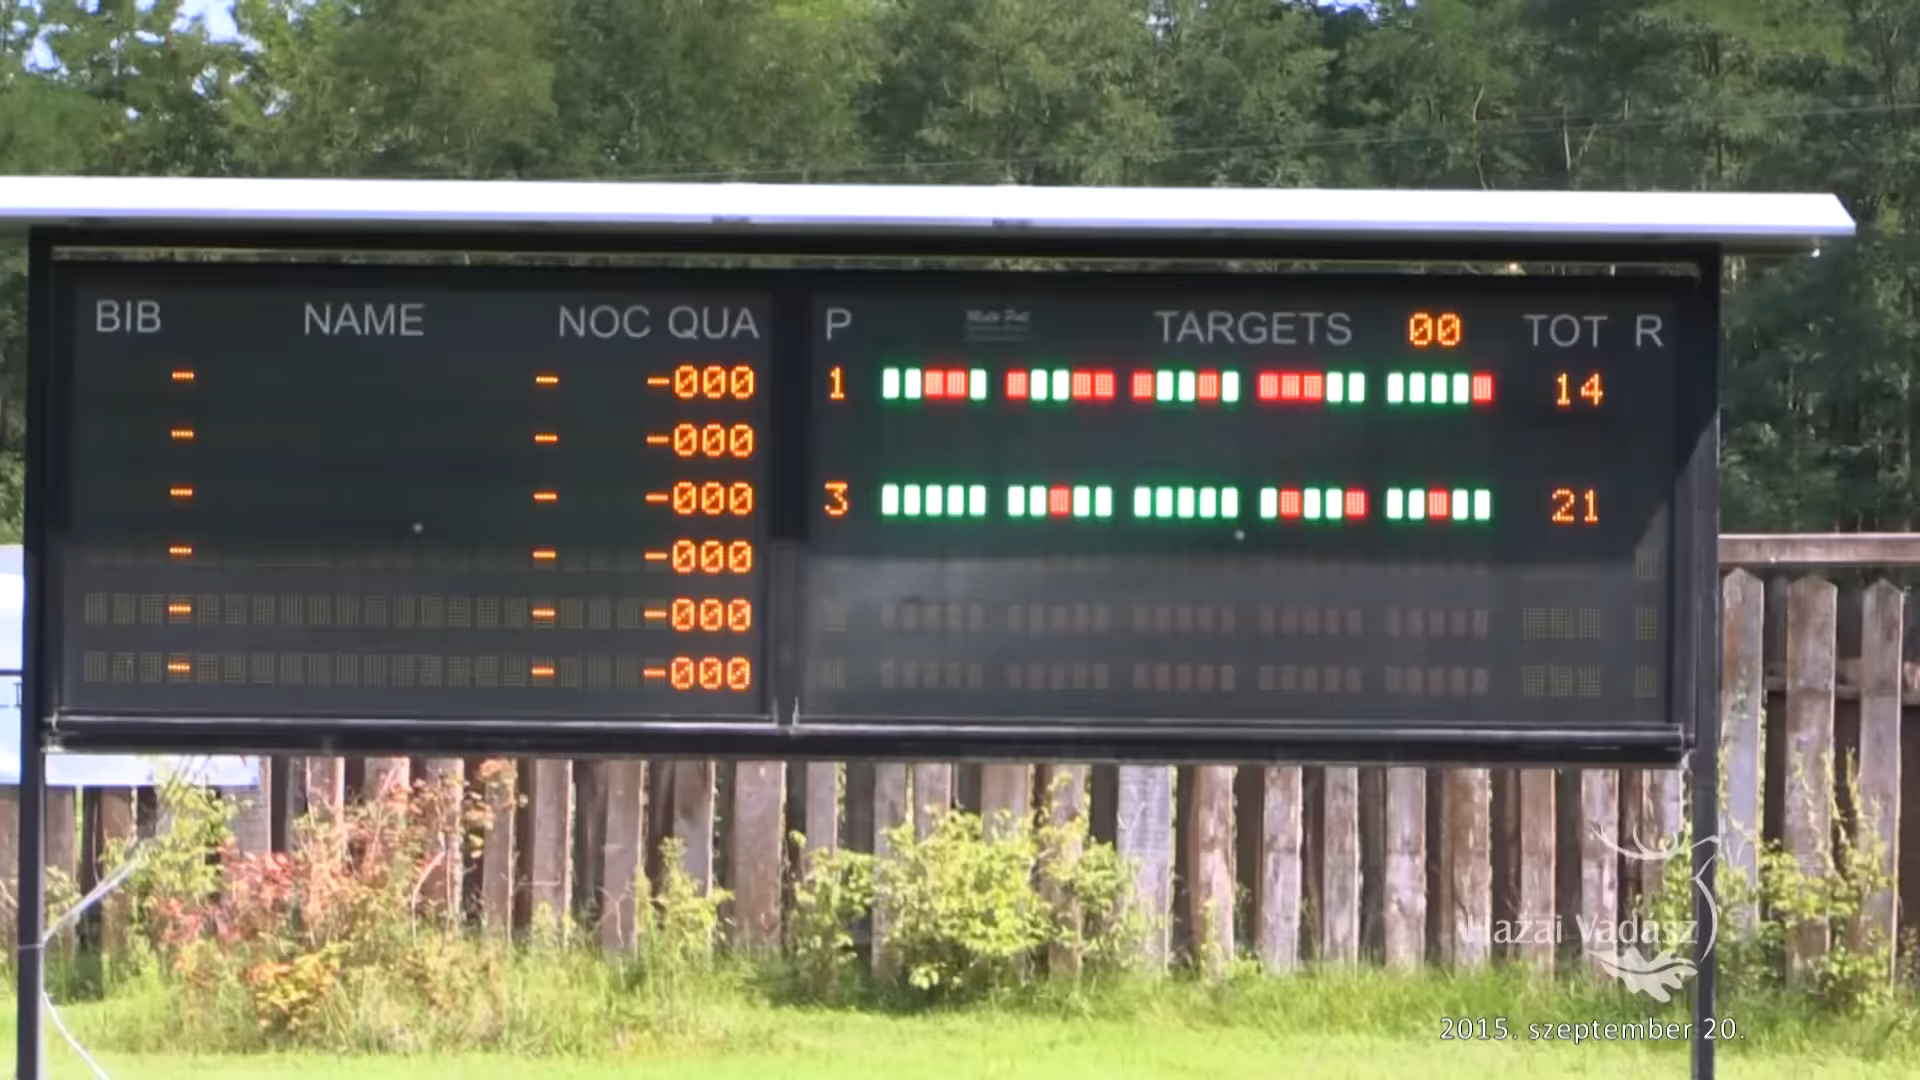 BIB NAME NOC QUA P TARGETS 00 TOT R
- - -000 1 14
- - -000
- - -000 3 21
- - -000
- - -000
- - -000
Hazai Vadász
2015. szeptember 20.